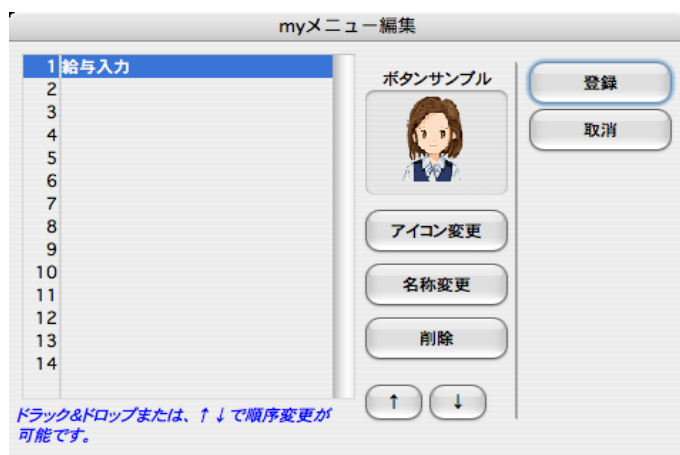 myメニュー編集
1 給与入力
2
3
4
5
6
7
8
9
10
11
12
13
14
ドラック&ドロップまたは、↑↓で順序変更が
可能です。
ボタンサンプル
アイコン変更
名称変更
削除
↑ ↓
登録
取消